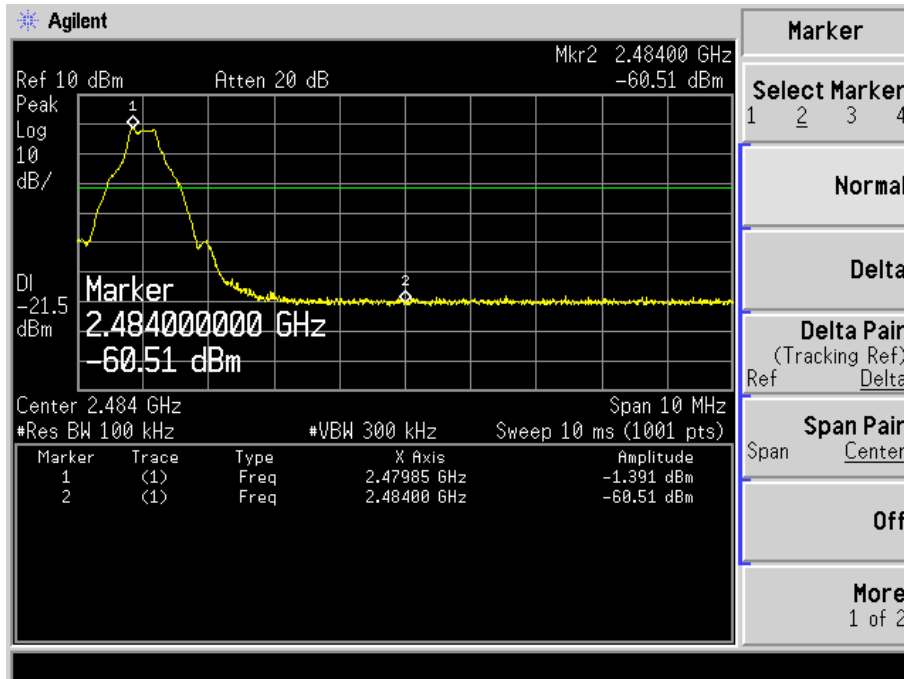 Agilent
Marker
Mkr2 2.48400 GHz
Ref 10 dBm Atten 20 dB -60.51 dBm
Peak
Log
10
dB/
1
2
DI
-21.5
dBm
Marker
2.484000000 GHz
-60.51 dBm
Center 2.484 GHz Span 10 MHz
#Res BW 100 kHz #VBW 300 kHz Sweep 10 ms (1001 pts)
Marker Trace Type X Axis Amplitude
1 (1) Freq 2.47985 GHz -1.391 dBm
2 (1) Freq 2.48400 GHz -60.51 dBm
Select Marker
1 2 3 4
Normal
Delta
Delta Pair
(Tracking Ref)
Ref Delta
Span Pair
Span Center
Off
More
1 of 2